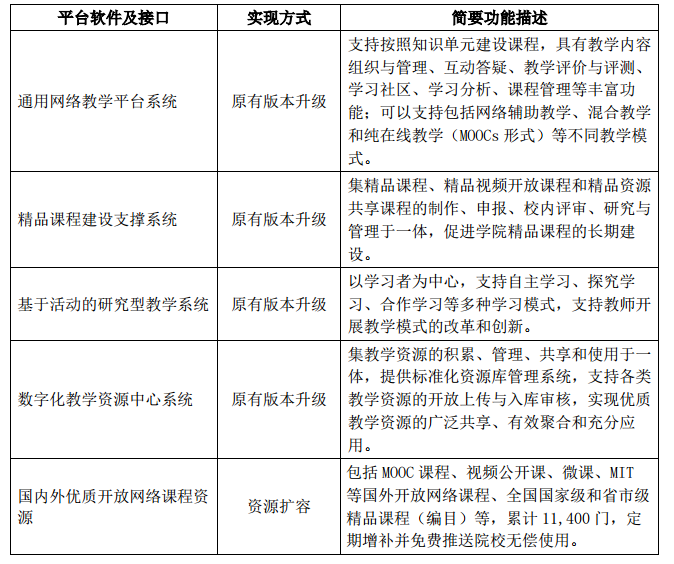 平台软件及接口
实现方式
简要功能描述
通用网络教学平台系统
原有版本升级
支持按照知识单元建设课程，具有教学内容
组织与管理、互动答疑、教学评价与评测、
学习社区、学习分析、课程管理等丰富功
能；可以支持包括网络辅助教学、混合教学
和纯在线教学（MOOCs 形式）等不同教学模
式。
精品课程建设支撑系统
原有版本升级
集精品课程、精品视频开放课程和精品资源
共享课程的制作、申报、校内评审、研究与
管理于一体，促进学院精品课程的长期建
设。
基于活动的研究型教学系统
原有版本升级
以学习者为中心，支持自主学习、探究学
习、合作学习等多种学习模式，支持教师开
展教学模式的改革和创新。
数字化教学资源中心系统
原有版本升级
集教学资源的积累、管理、共享和使用于一
体，提供标准化资源库管理系统，支持各类
教学资源的开放上传与入库审核，实现优质
教学资源的广泛共享、有效聚合和充分应
用。
国内外优质开放网络课程资
源
资源扩容
包括 MOOC 课程、视频公开课、微课、MIT
等国外开放网络课程、全国国家级和省市级
精品课程（编目）等，累计 11,400 门，定
期增补并免费推送院校无偿使用。